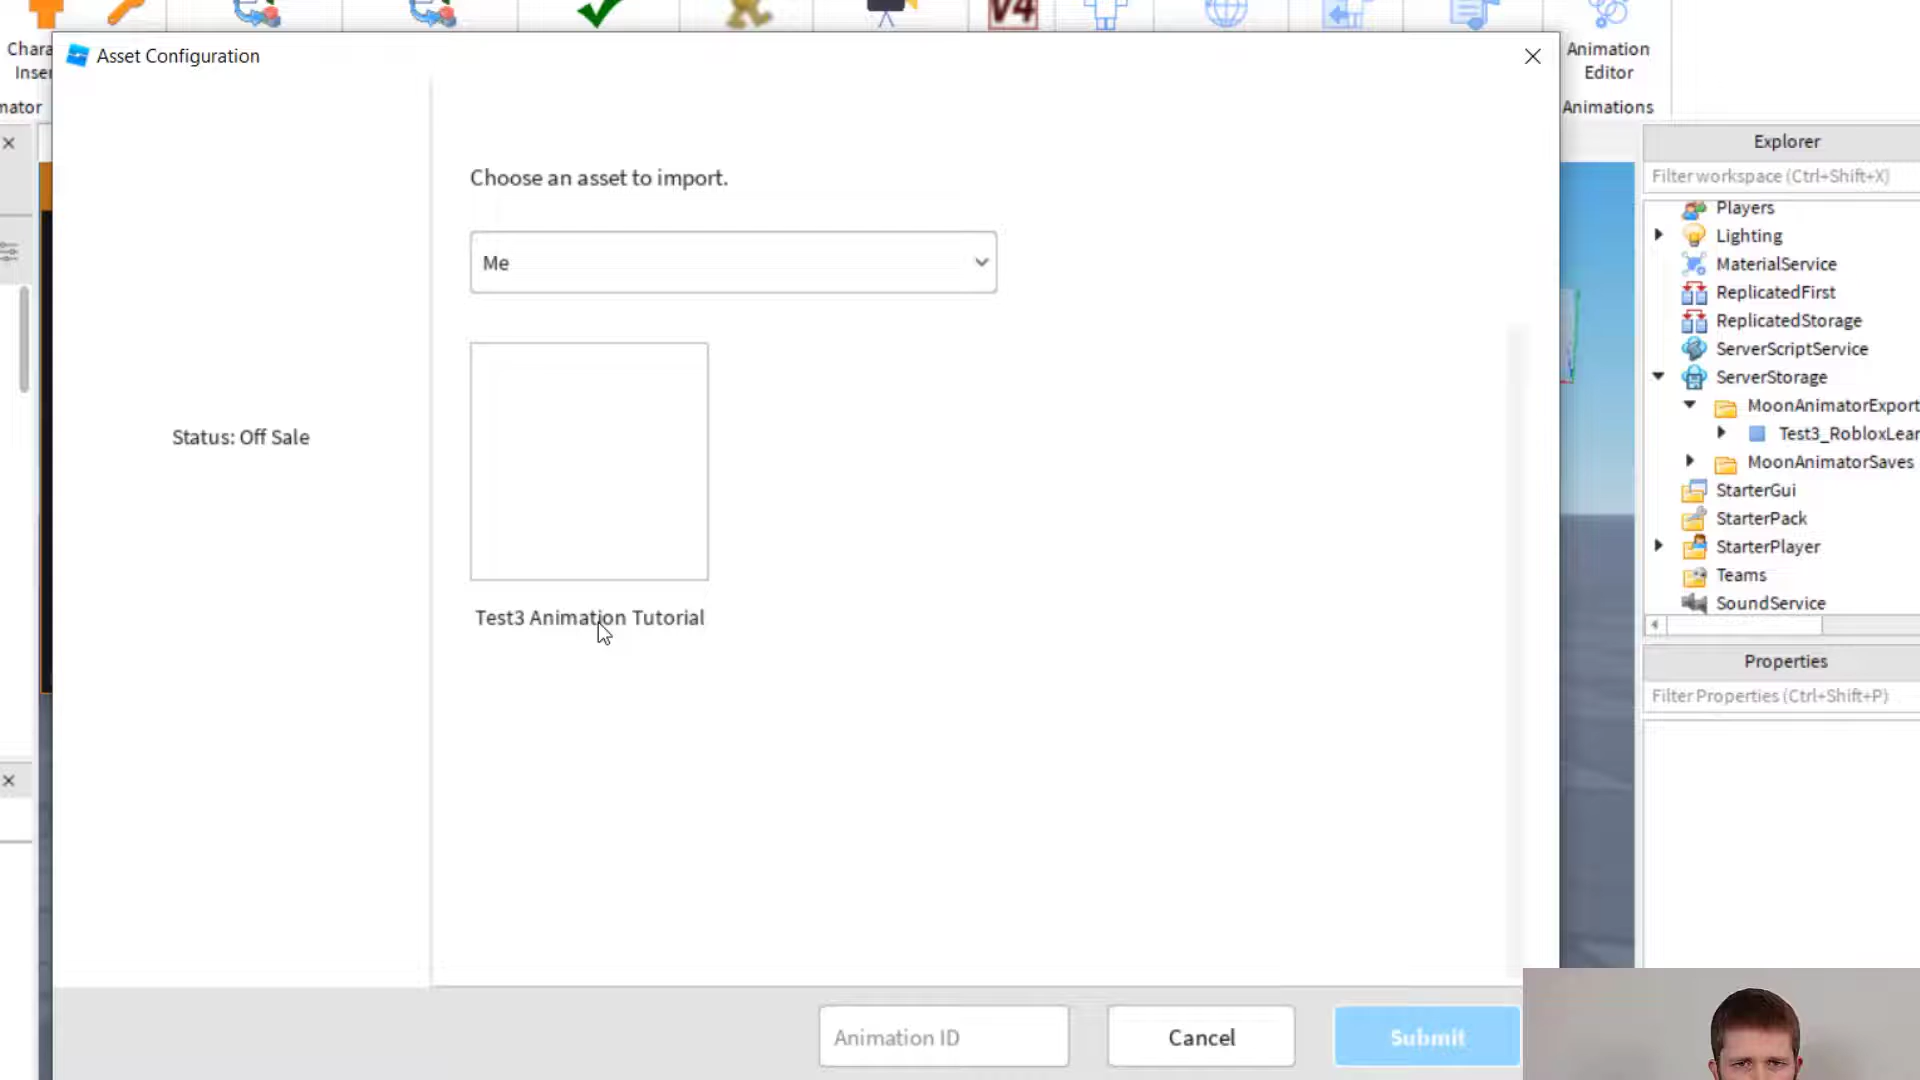 V4
Chara
Inser
nator
Animation
Editor
Animations
Asset Configuration
Choose an asset to import.
Me
Status: Off Sale
Test3 Animation Tutorial
Animation ID
Cancel
Submit
Explorer
Filter workspace (Ctrl+Shift+X)
Players
Lighting
MaterialService
ReplicatedFirst
ReplicatedStorage
ServerScriptService
ServerStorage
MoonAnimatorExport
Test3_RobloxLear
MoonAnimatorSaves
StarterGui
StarterPack
StarterPlayer
Teams
SoundService
Properties
Filter Properties (Ctrl+Shift+P)